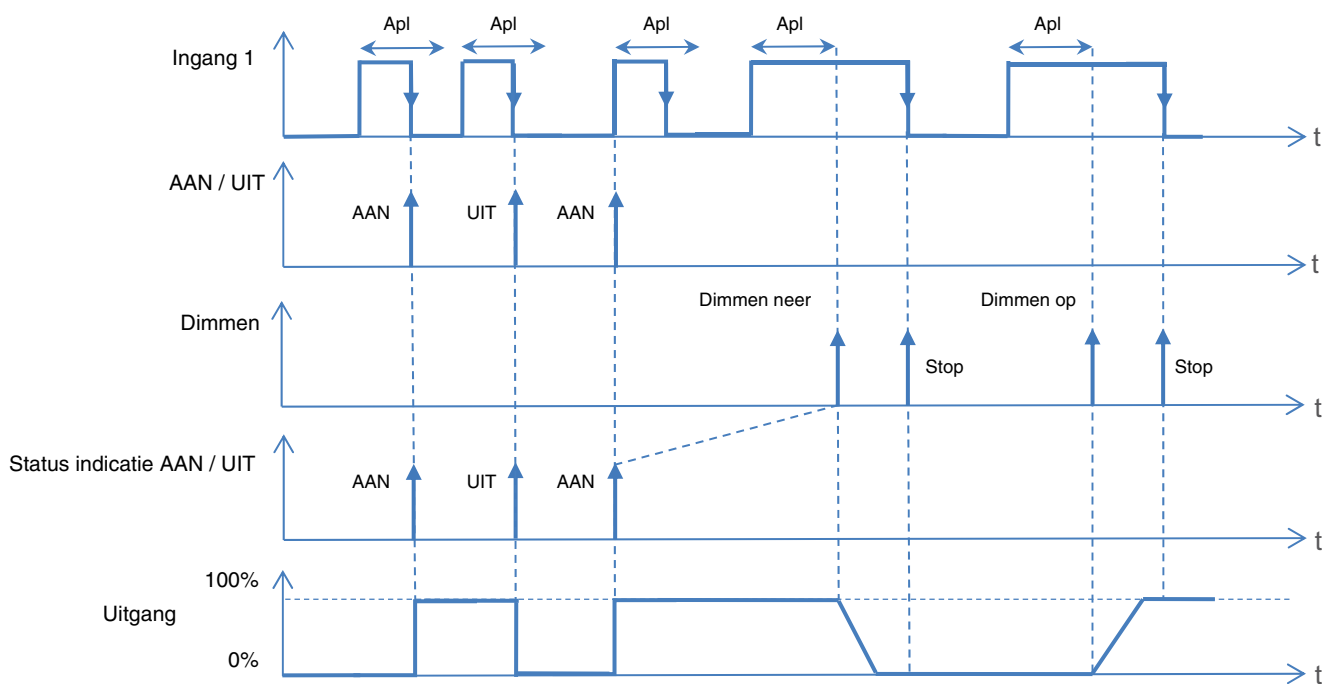 Apl Apl Apl Apl Apl
Ingang 1
t
AAN / UIT
AAN UIT AAN
t
Dimmen neer Dimmen op
Dimmen
Stop Stop
t
Status indicatie AAN / UIT
AAN UIT AAN
t
100%
Uitgang
0%
t